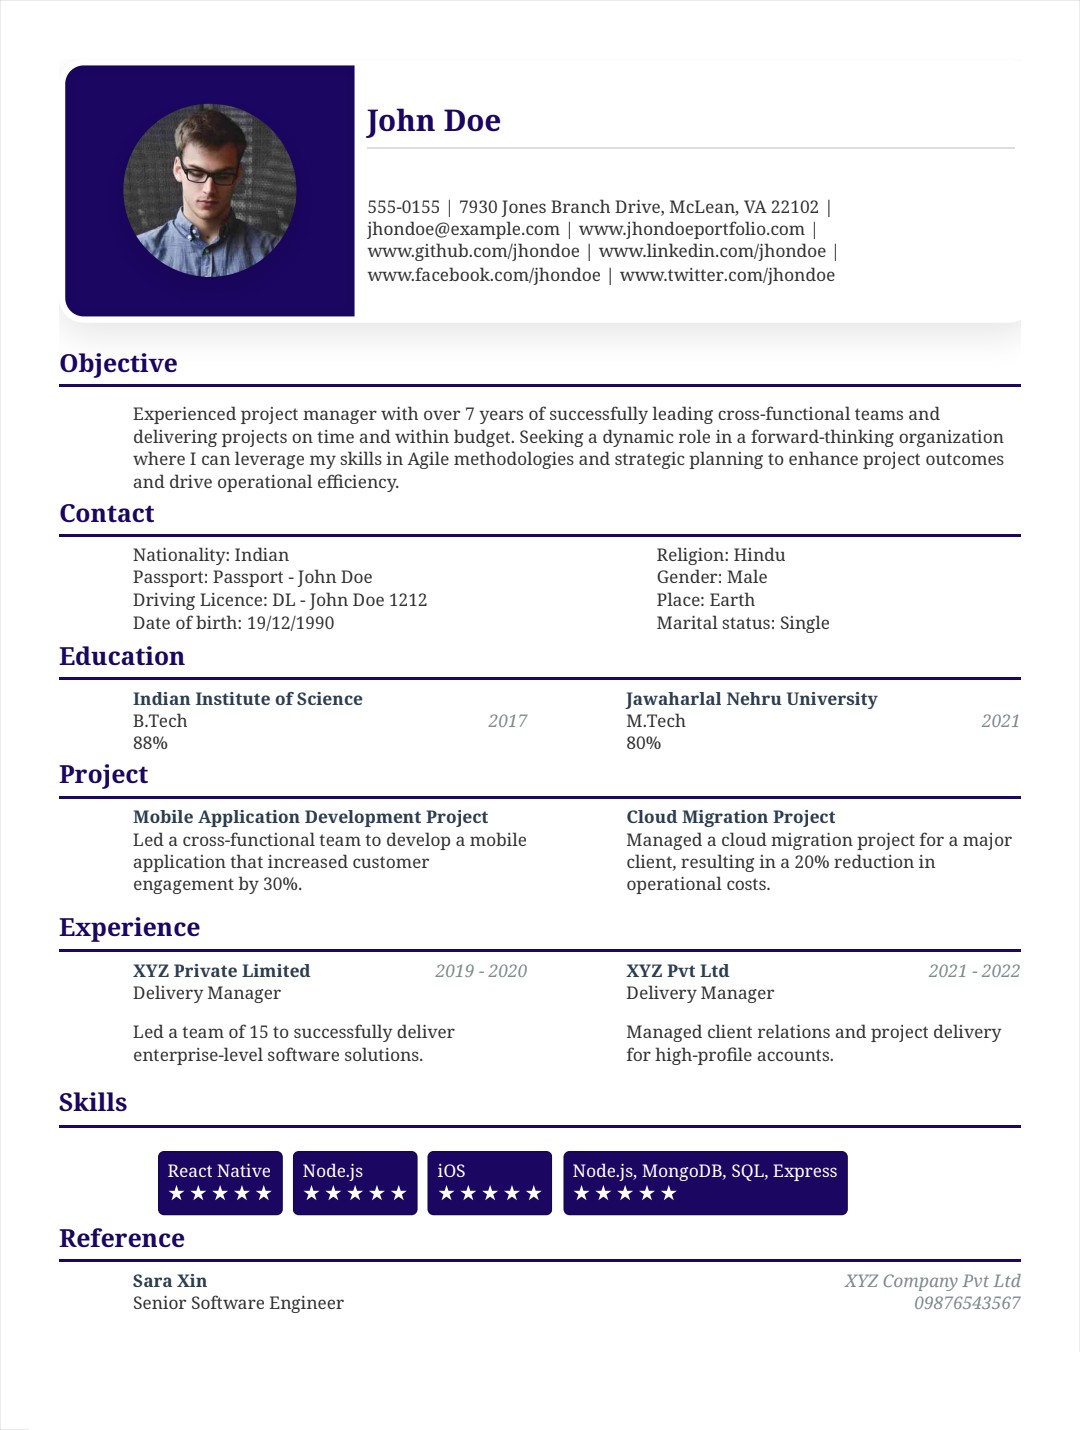 John Doe
555-0155 | 7930 Jones Branch Drive, McLean, VA 22102 |
jhondoe@example.com | www.jhondoeportfolio.com |
www.github.com/jhondoe | www.linkedin.com/jhondoe |
www.facebook.com/jhondoe | www.twitter.com/jhondoe
Objective
Experienced project manager with over 7 years of successfully leading cross-functional teams and
delivering projects on time and within budget. Seeking a dynamic role in a forward-thinking organization
where I can leverage my skills in Agile methodologies and strategic planning to enhance project outcomes
and drive operational efficiency.
Contact
Nationality: Indian
Passport: Passport - John Doe
Driving Licence: DL - John Doe 1212
Date of birth: 19/12/1990
Religion: Hindu
Gender: Male
Place: Earth
Marital status: Single
Education
Indian Institute of Science
B.Tech 2017
88%
Jawaharlal Nehru University
M.Tech 2021
80%
Project
Mobile Application Development Project
Led a cross-functional team to develop a mobile
application that increased customer
engagement by 30%.
Cloud Migration Project
Managed a cloud migration project for a major
client, resulting in a 20% reduction in
operational costs.
Experience
XYZ Private Limited 2019 - 2020
Delivery Manager
Led a team of 15 to successfully deliver
enterprise-level software solutions.
XYZ Pvt Ltd 2021 - 2022
Delivery Manager
Managed client relations and project delivery
for high-profile accounts.
Skills
React Native
★★★★★
Node.js
★★★★★
iOS
★★★★★
Node.js, MongoDB, SQL, Express
★★★★★
Reference
Sara Xin XYZ Company Pvt Ltd
Senior Software Engineer 09876543567